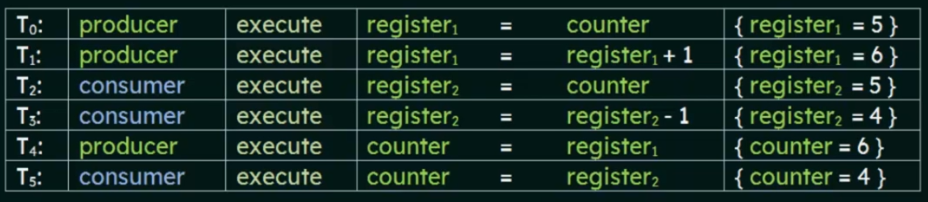 T₀: producer execute register₁ = counter { register₁ = 5 }
T₁: producer execute register₁ = register₁ + 1 { register₁ = 6 }
T₂: consumer execute register₂ = counter { register₂ = 5 }
T₃: consumer execute register₂ = register₂ - 1 { register₂ = 4 }
T₄: producer execute counter = register₁ { counter = 6 }
T₅: consumer execute counter = register₂ { counter = 4 }